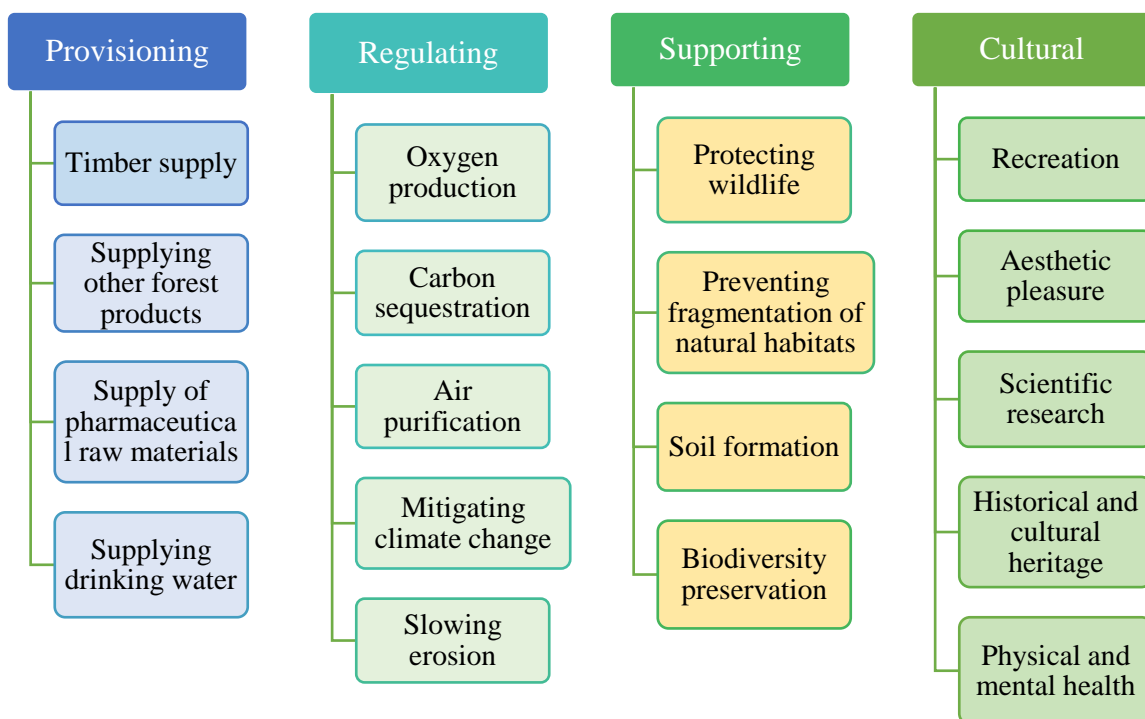 Provisioning
Timber supply
Supplying
other forest
products
Supply of
pharmaceutica
l raw materials
Supplying
drinking water
Regulating
Oxygen
production
Carbon
sequestration
Air
purification
Mitigating
climate change
Slowing
erosion
Supporting
Protecting
wildlife
Preventing
fragmentation of
natural habitats
Soil formation
Biodiversity
preservation
Cultural
Recreation
Aesthetic
pleasure
Scientific
research
Historical and
cultural
heritage
Physical and
mental health